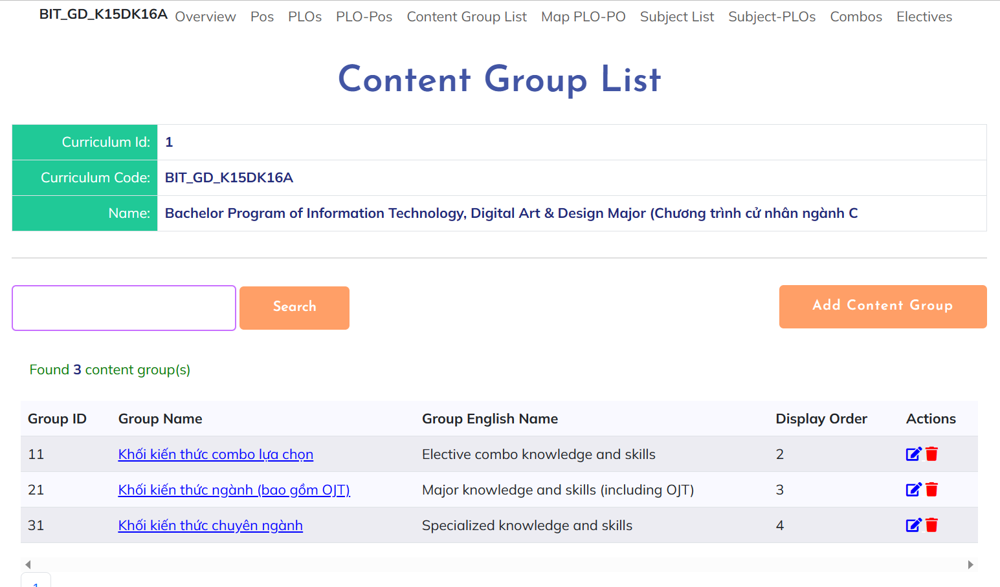 BIT_GD_K15DK16A Overview Pos PLOs PLO-Pos Content Group List Map PLO-PO Subject List Subject-PLOs Combos Electives
Content Group List
Curriculum Id: 1
Curriculum Code: BIT_GD_K15DK16A
Name: Bachelor Program of Information Technology, Digital Art & Design Major (Chương trình cử nhân ngành C
Search
Add Content Group
Found 3 content group(s)
Group ID Group Name Group English Name Display Order Actions
11 Khối kiến thức combo lựa chọn Elective combo knowledge and skills 2
21 Khối kiến thức ngành (bao gồm OJT) Major knowledge and skills (including OJT) 3
31 Khối kiến thức chuyên ngành Specialized knowledge and skills 4
1